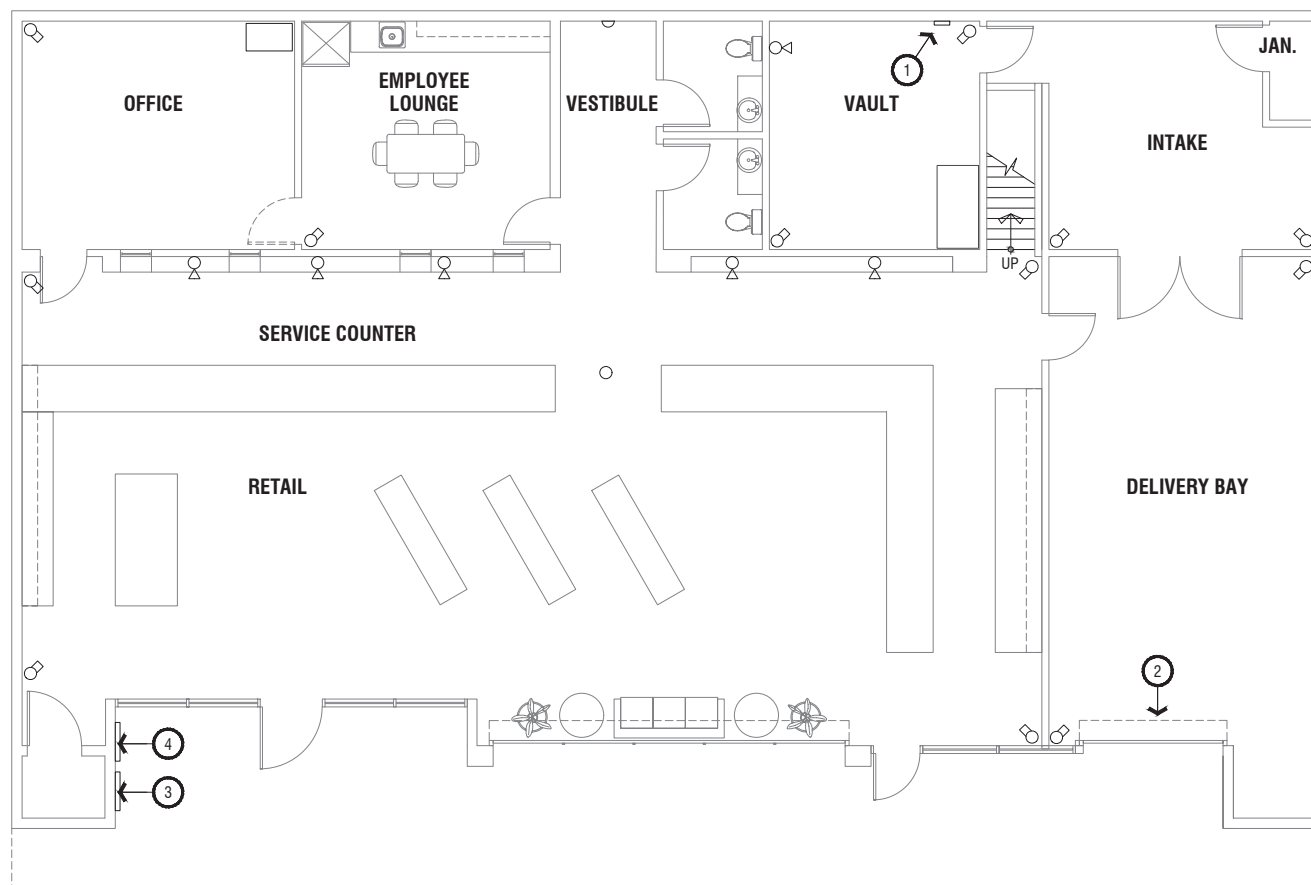 JAN.
1
OFFICE
EMPLOYEE
LOUNGE
VESTIBULE
VAULT
INTAKE
UP
SERVICE COUNTER
RETAIL
DELIVERY BAY
2
4
3